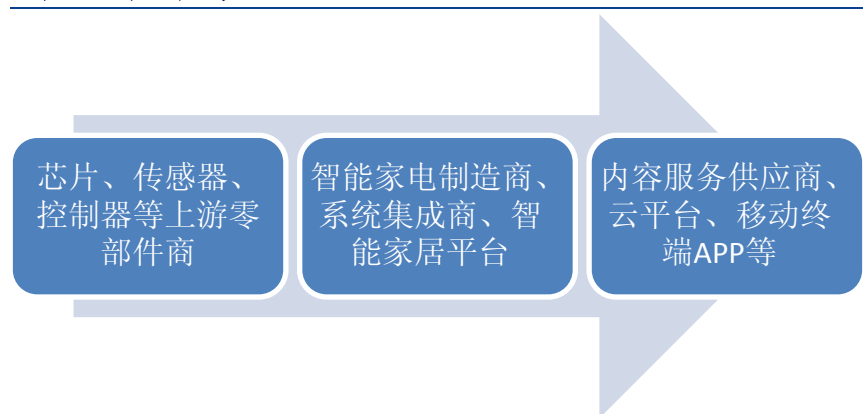 芯片、传感器、
控制器等上游零
部件商
智能家电制造商、
系统集成商、智
能家居平台
内容服务供应商、
云平台、移动终
端APP等